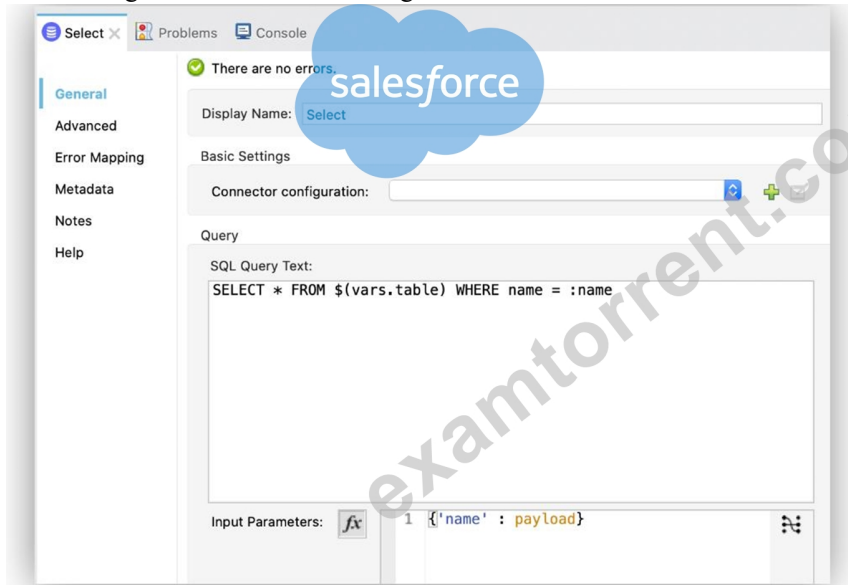 Select Problems Console
There are no errors.
salesforce
General
Display Name: Select
Advanced
Error Mapping
Basic Settings
Metadata
Connector configuration:
Notes
Query
Help
SQL Query Text:
SELECT * FROM $(vars.table) WHERE name = :name
Input Parameters: fx 1 {'name' : payload}
examtorrent.co